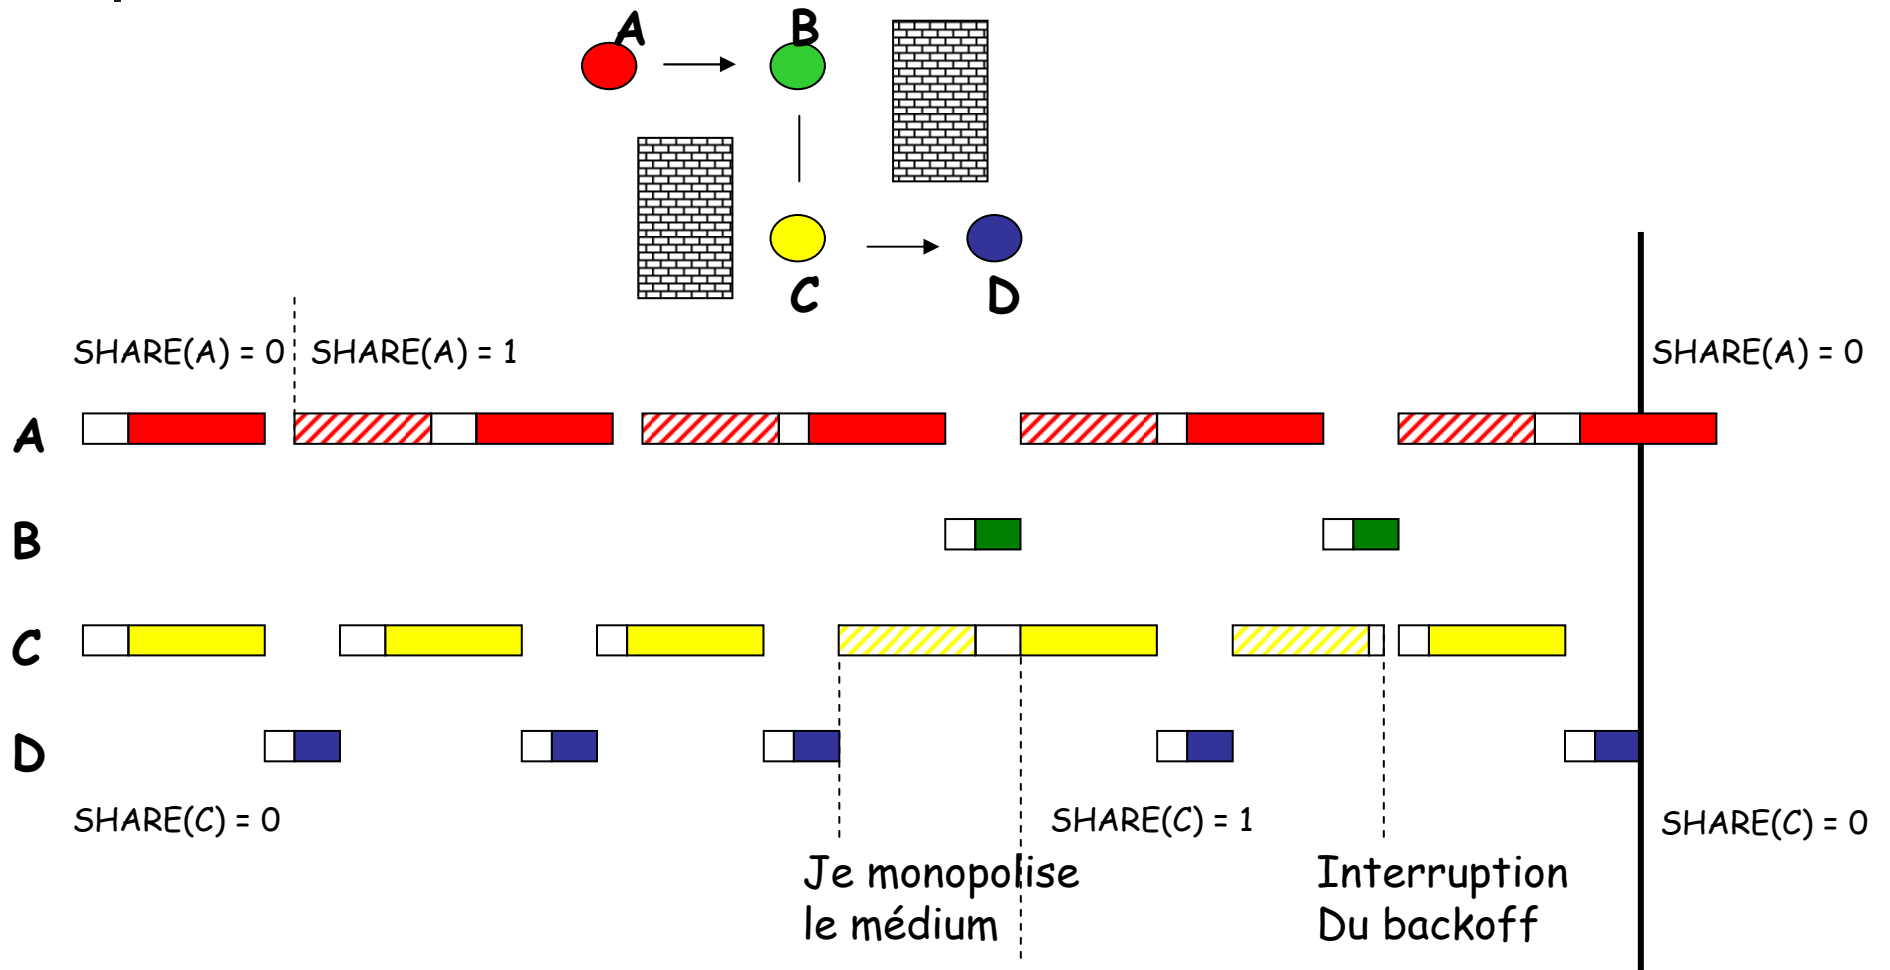 A
B
C
D
SHARE(A) = 0
SHARE(A) = 1
SHARE(A) = 0
A
B
C
D
SHARE(C) = 0
SHARE(C) = 1
SHARE(C) = 0
Je monopolise
le médium
Interruption
Du backoff